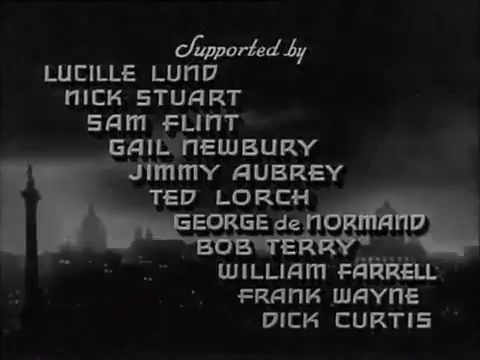 Supported by
LUCILLE LUND
NICK STUART
SAM FLINT
GAIL NEWBURY
JIMMY AUBREY
TED LORCH
GEORGE de NORMAND
BOB TERRY
WILLIAM FARRELL
FRANK WAYNE
DICK CURTIS